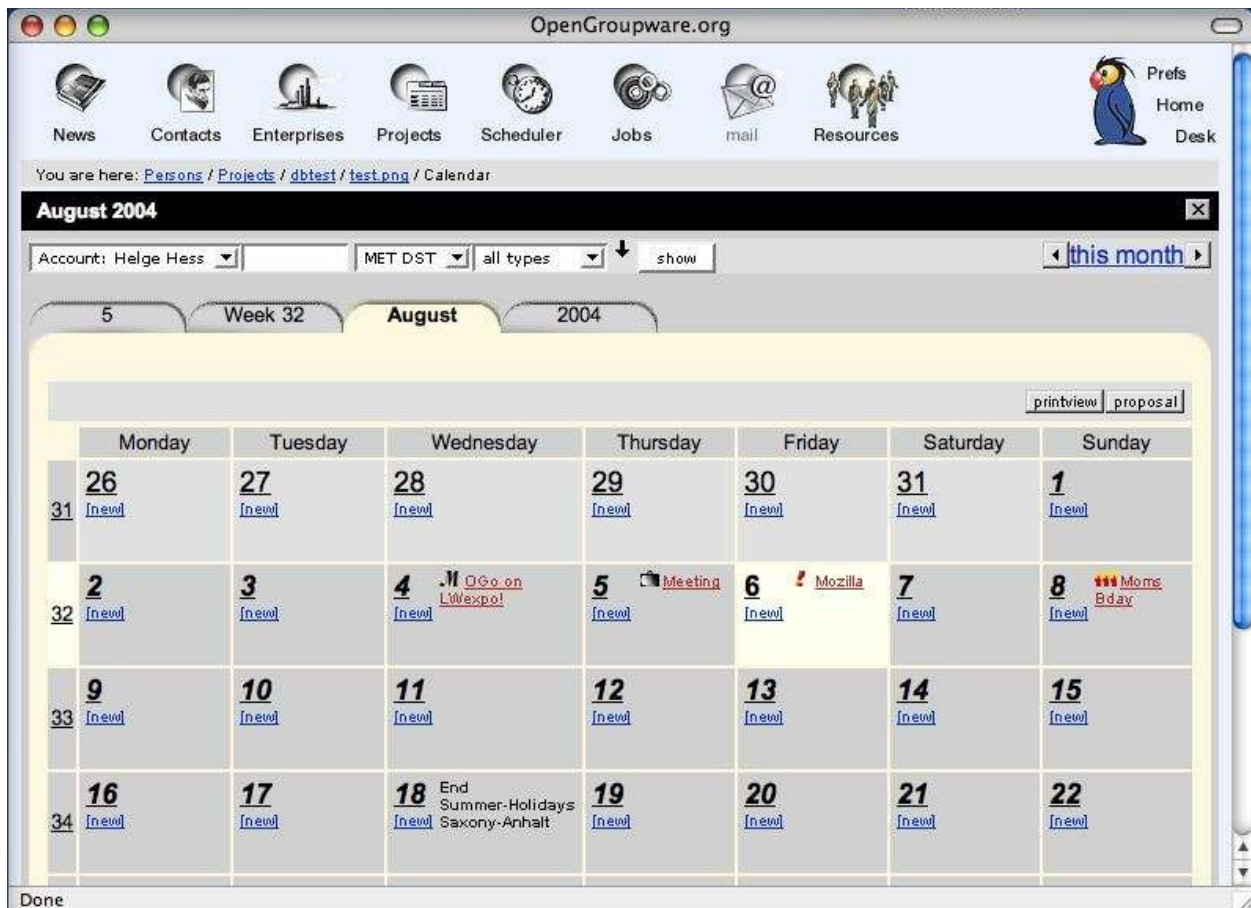 OpenGroupware.org
News Contacts Enterprises Projects Scheduler Jobs mail Resources
Prefs
Home
Desk
You are here: Persons / Projects / dbtest / test.png / Calendar
August 2004
Account: Helge Hess MET DST all types show this month
5 Week 32 August 2004
printview proposal
Monday Tuesday Wednesday Thursday Friday Saturday Sunday
31 26 27 28 29 30 31 1
[new] [new] [new] [new] [new] [new] [new]
32 2 3 4 OGo on LWexpo! 5 Meeting 6 Mozilla 7 8 Moms Bday
[new] [new] [new] [new] [new] [new] [new]
33 9 10 11 12 13 14 15
[new] [new] [new] [new] [new] [new] [new]
34 16 17 18 End Summer-Holidays Saxony-Anhalt 19 20 21 22
[new] [new] [new] [new] [new] [new] [new]
Done